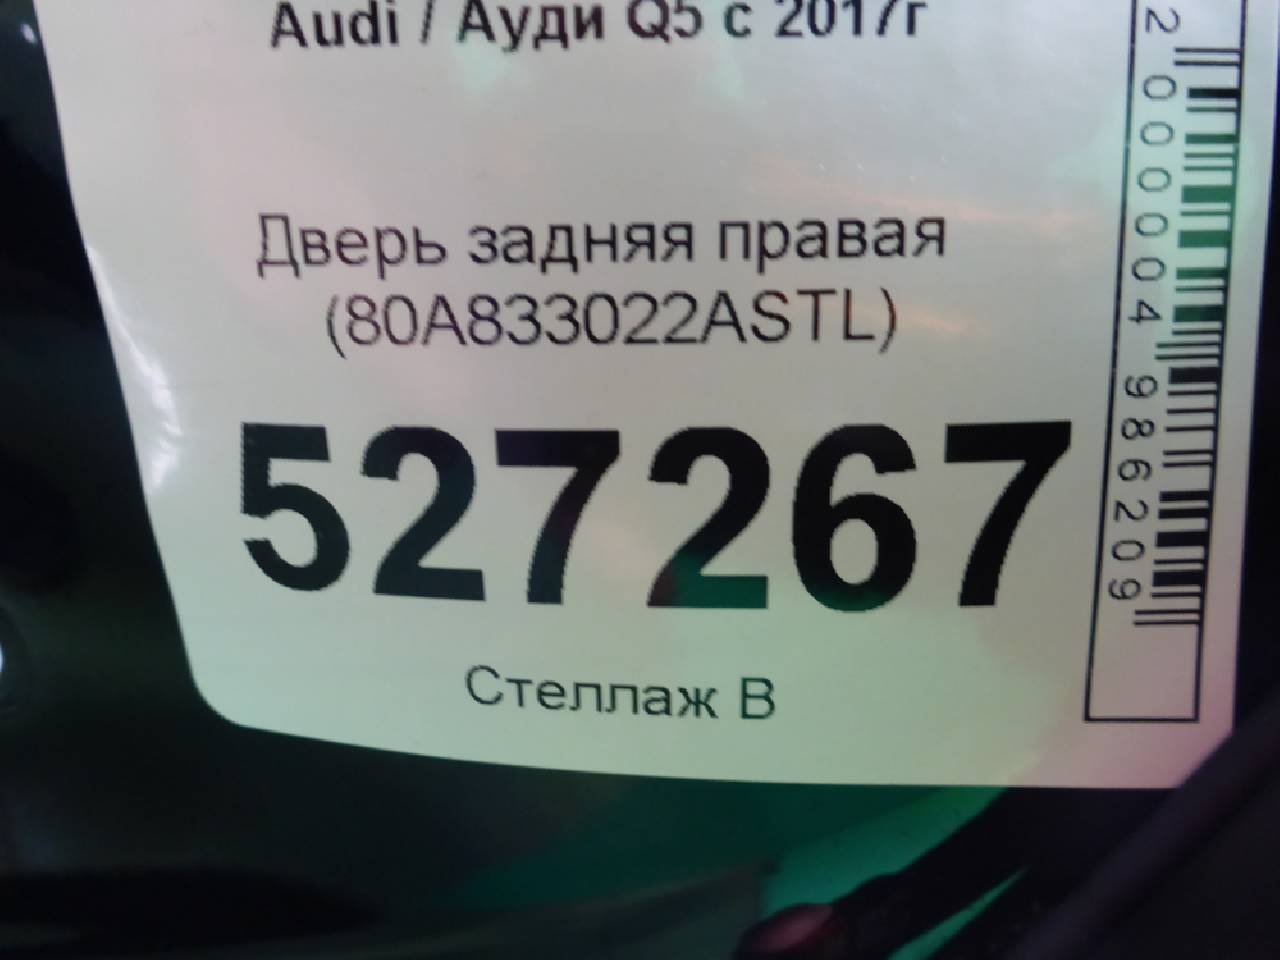 Audi / Ауди Q5 с 2017г
Дверь задняя правая
(80A833022ASTL)
527267
Стеллаж В
2000004986209